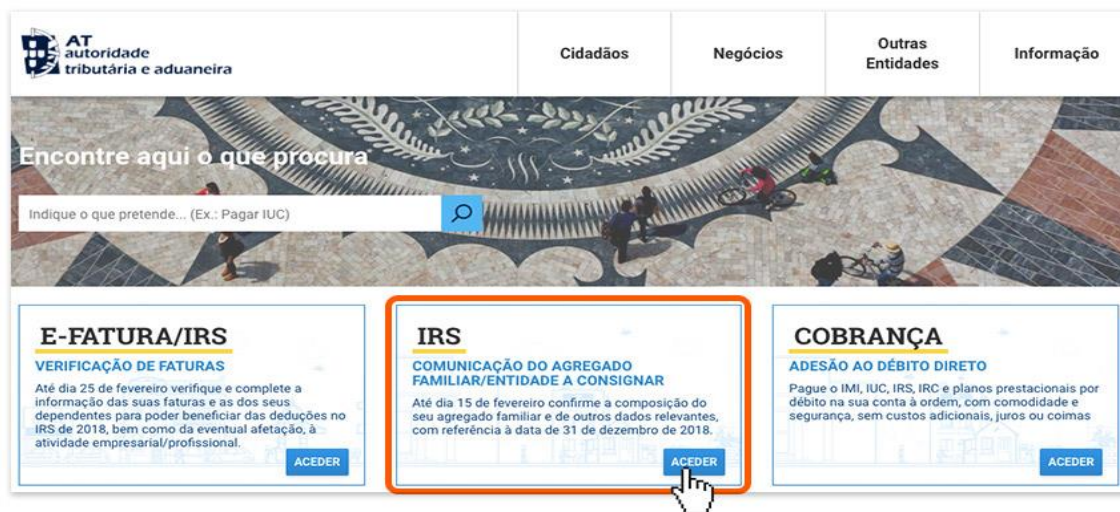 AT
autoridade
tributária e aduaneira
Cidadãos
Negócios
Outras
Entidades
Informação
Encontre aqui o que procura
Indique o que pretende... (Ex.: Pagar IUC)
E-FATURA/IRS
VERIFICAÇÃO DE FATURAS
Até dia 25 de fevereiro verifique e complete a
informação das suas faturas e as dos seus
dependentes para poder beneficiar das deduções no
IRS de 2018, bem como da eventual afetação, à
atividade empresarial/profissional.
ACEDER
IRS
COMUNICAÇÃO DO AGREGADO
FAMILIAR/ENTIDADE A CONSIGNAR
Até dia 15 de fevereiro confirme a composição do
seu agregado familiar e de outros dados relevantes,
com referência à data de 31 de dezembro de 2018.
ACEDER
COBRANÇA
ADESÃO AO DÉBITO DIRETO
Pague o IMI, IUC, IRS, IRC e planos prestacionais por
débito na sua conta à ordem, com comodidade e
segurança, sem custos adicionais, juros ou coimas
ACEDER